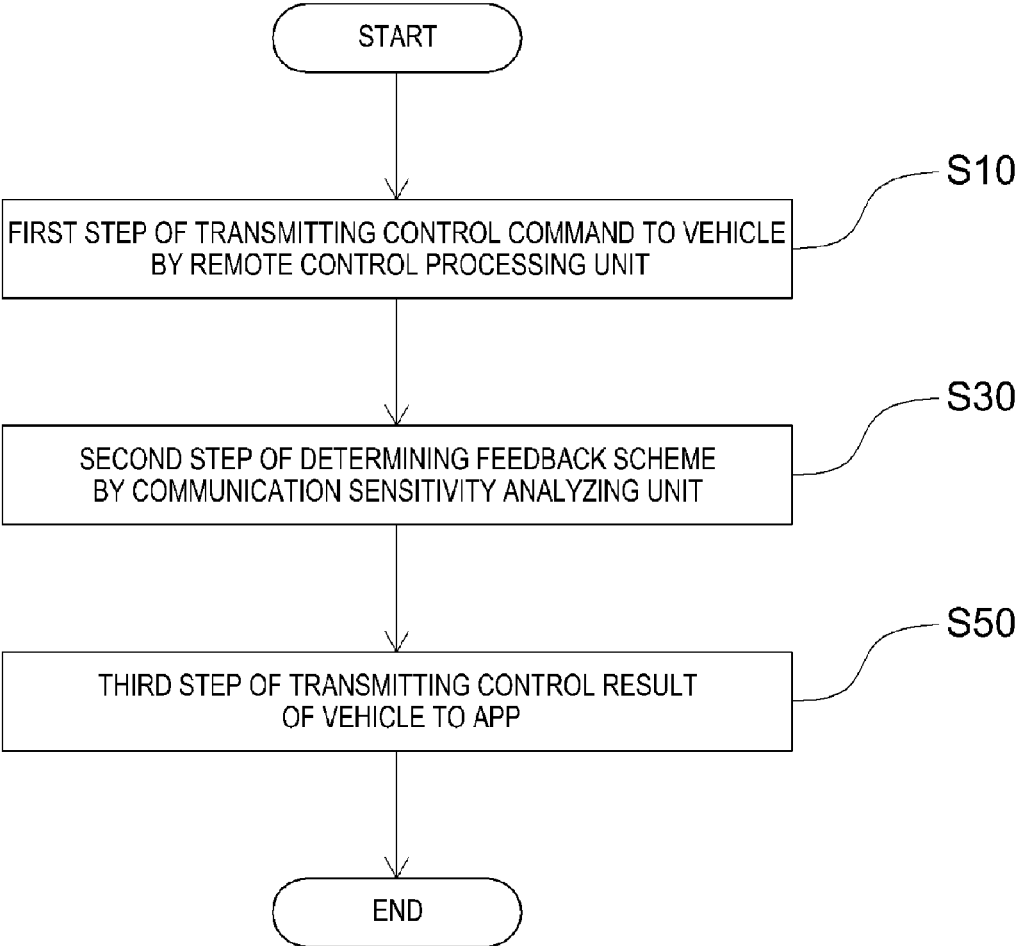 START
S10
FIRST STEP OF TRANSMITTING CONTROL COMMAND TO VEHICLE
BY REMOTE CONTROL PROCESSING UNIT
S30
SECOND STEP OF DETERMINING FEEDBACK SCHEME
BY COMMUNICATION SENSITIVITY ANALYZING UNIT
S50
THIRD STEP OF TRANSMITTING CONTROL RESULT
OF VEHICLE TO APP
END